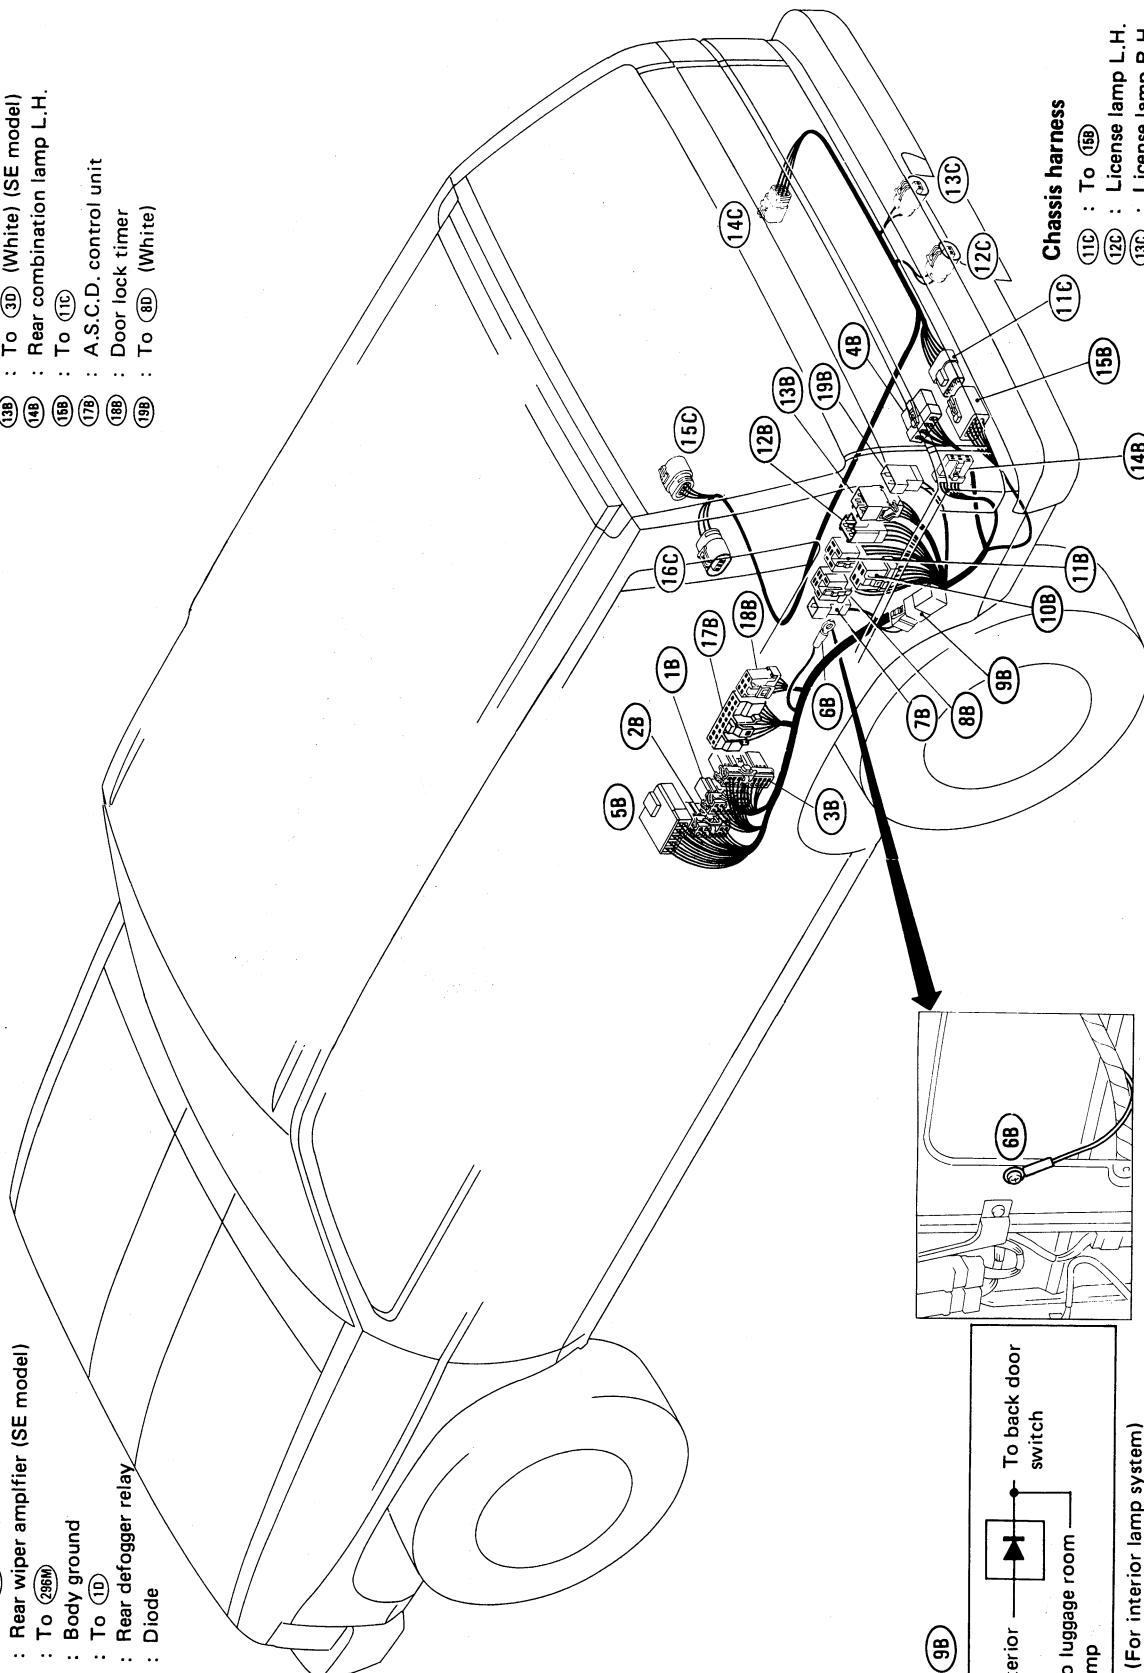 : Rear wiper amplfier (SE model)
: To 296M
: Body ground
: To 1D
: Rear defogger relay
: Diode
13B : To 3D (White) (SE model)
14B : Rear combination lamp L.H.
15B : To 11C
17B : A.S.C.D. control unit
18B : Door lock timer
19B : To 8D (White)
5B
2B
1B
17B
18B
3B
6B
16C
15C
12B
13B
19B
4B
14C
13C
12C
11C
15B
14B
11B
10B
9B
8B
7B
Chassis harness
11C : To 15B
12C : License lamp L.H.
13C : License lamp R.H.
6B
9B
To back door
switch
luggage room
(For interior lamp system)